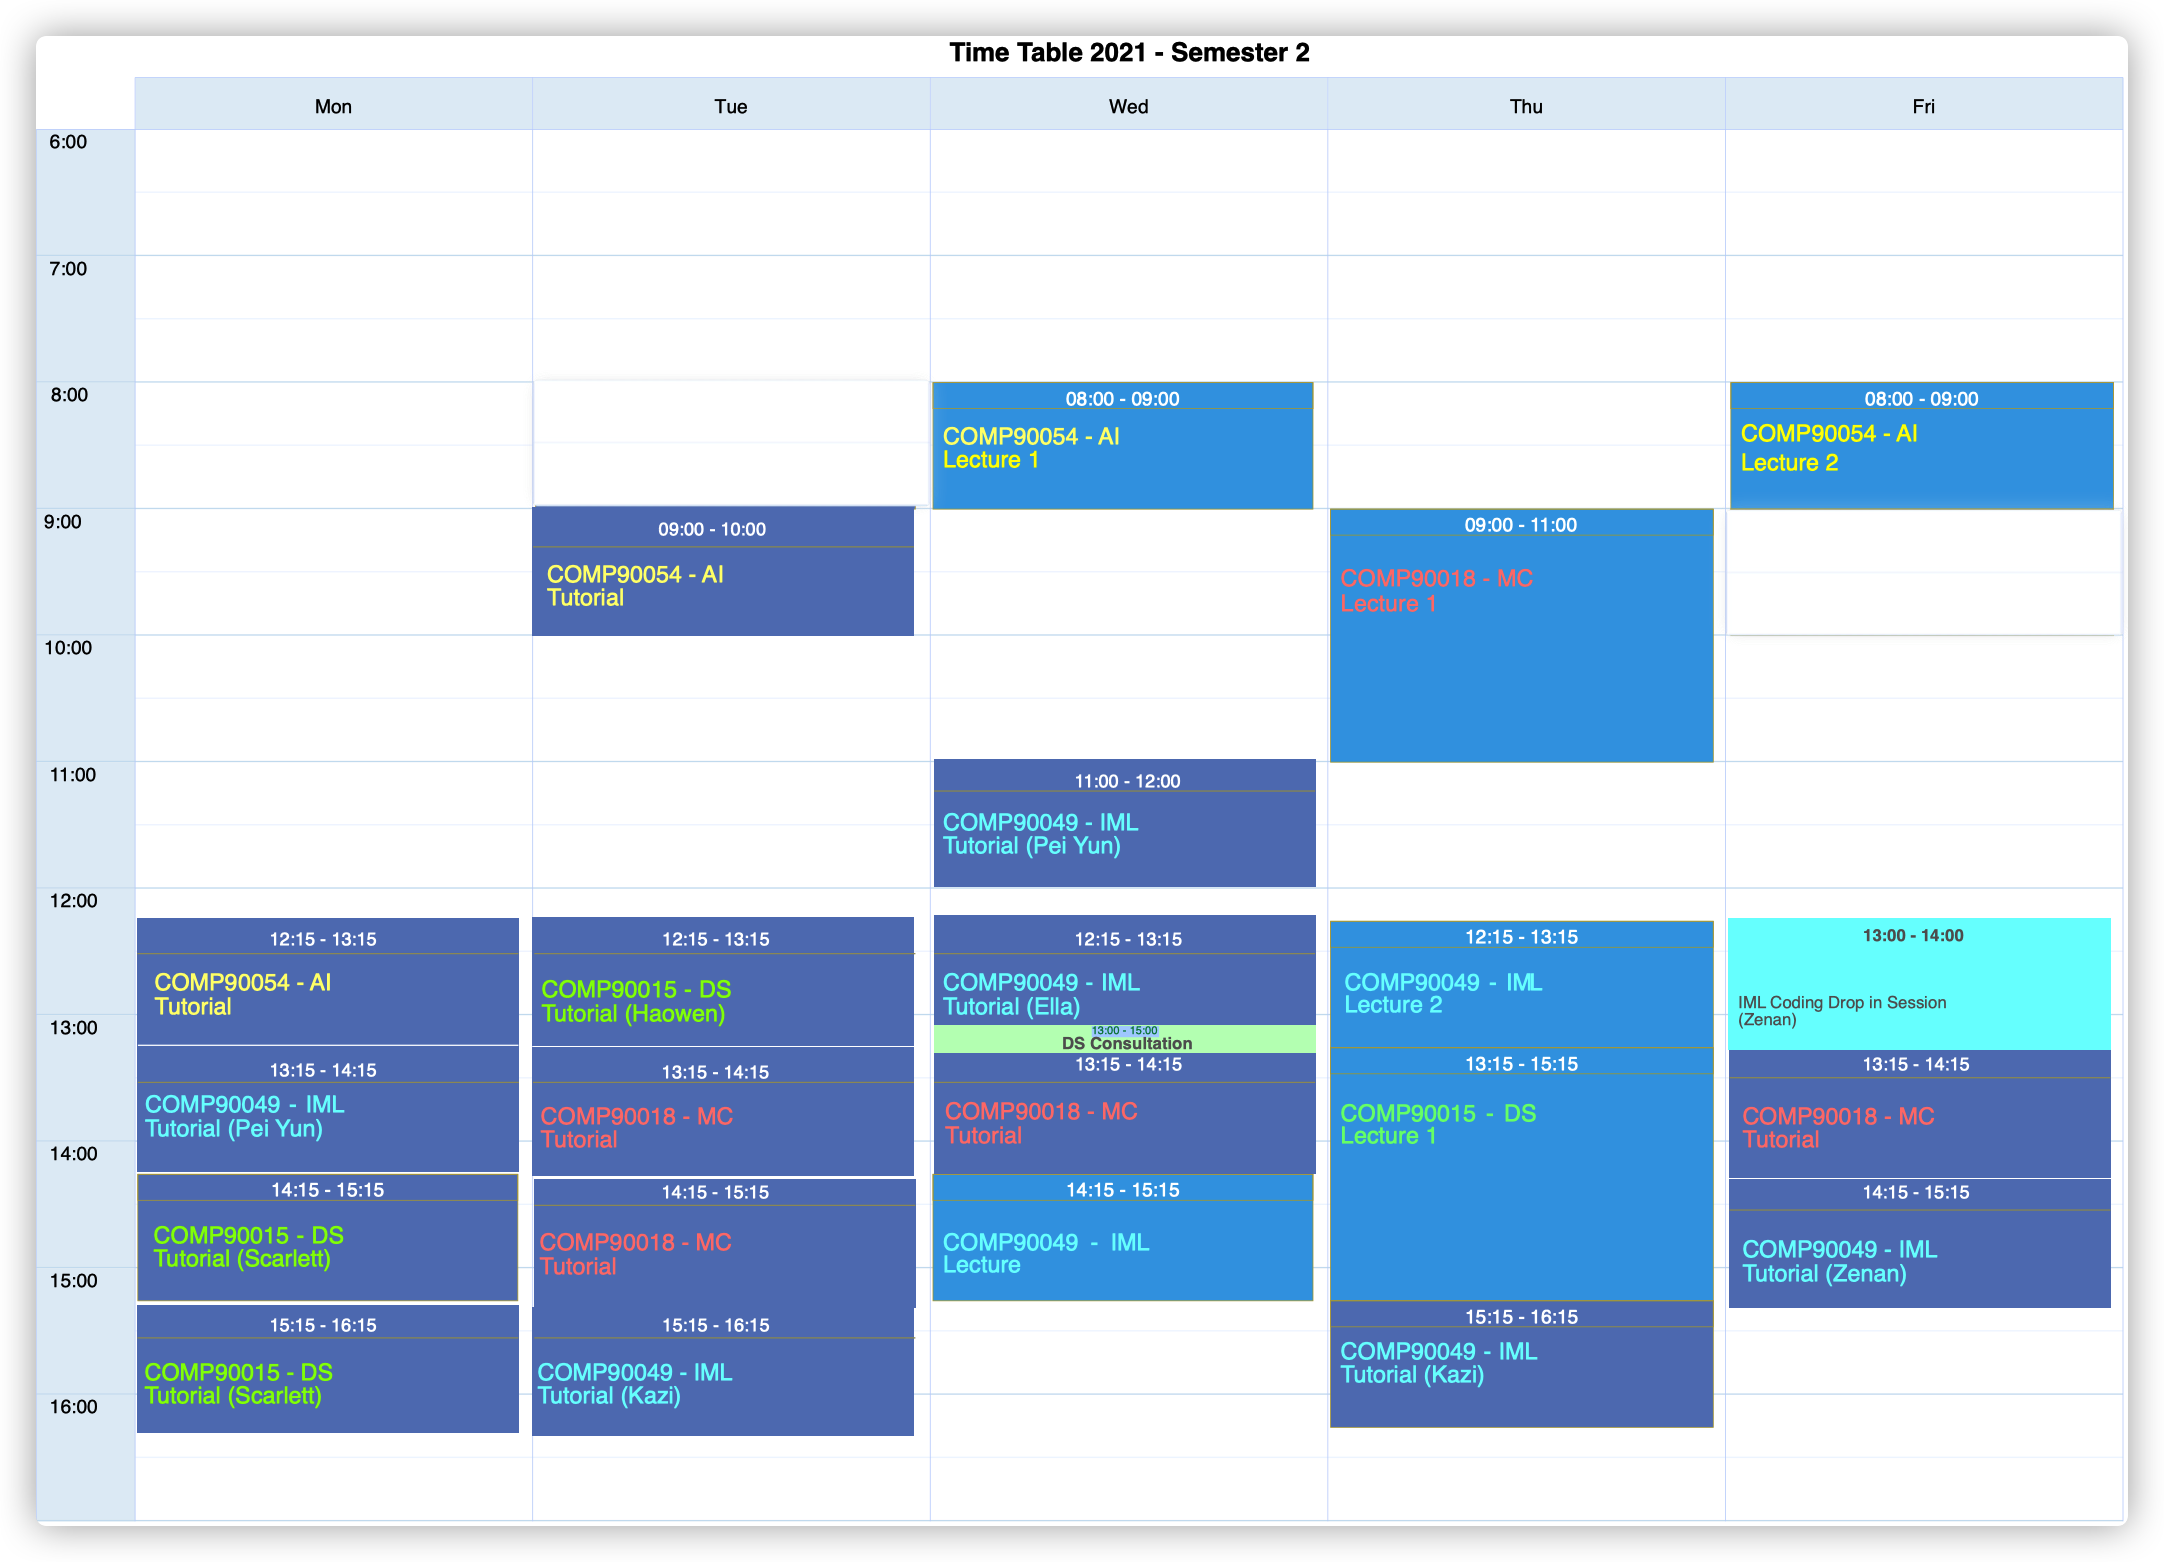 Time Table 2021 - Semester 2
Mon
Tue
Wed
Thu
Fri
6:00
7:00
8:00
08:00 - 09:00
COMP90054 - AI
Lecture 1
08:00 - 09:00
COMP90054 - AI
Lecture 2
9:00
09:00 - 10:00
COMP90054 - AI
Tutorial
09:00 - 11:00
COMP90018 - MC
Lecture 1
10:00
11:00
11:00 - 12:00
COMP90049 - IML
Tutorial (Pei Yun)
12:00
12:15 - 13:15
COMP90054 - AI
Tutorial
12:15 - 13:15
COMP90015 - DS
Tutorial (Haowen)
12:15 - 13:15
COMP90049 - IML
Tutorial (Ella)
12:15 - 13:15
COMP90049 - IML
Lecture 2
13:00 - 14:00
IML Coding Drop in Session
(Zenan)
13:00
13:00 - 15:00
DS Consultation
13:15 - 14:15
COMP90049 - IML
Tutorial (Pei Yun)
13:15 - 14:15
COMP90018 - MC
Tutorial
13:15 - 14:15
COMP90018 - MC
Tutorial
13:15 - 15:15
COMP90015 - DS
Lecture 1
13:15 - 14:15
COMP90018 - MC
Tutorial
14:00
14:15 - 15:15
COMP90015 - DS
Tutorial (Scarlett)
14:15 - 15:15
COMP90018 - MC
Tutorial
14:15 - 15:15
COMP90049 - IML
Lecture
14:15 - 15:15
COMP90049 - IML
Tutorial (Zenan)
15:00
15:15 - 16:15
COMP90015 - DS
Tutorial (Scarlett)
15:15 - 16:15
COMP90049 - IML
Tutorial (Kazi)
15:15 - 16:15
COMP90049 - IML
Tutorial (Kazi)
16:00